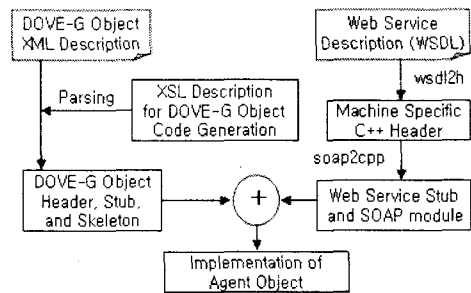 DOVE-G Object
XML Description
Web Service
Description (WSDL)
wsdl2h
Parsing
XSL Description
for DOVE-G Object
Code Generation
Machine Specific
C++ Header
soap2cpp
DOVE-G Object
Header, Stub,
and Skeleton
+
Web Service Stub
and SOAP module
Implementation of
Agent Object